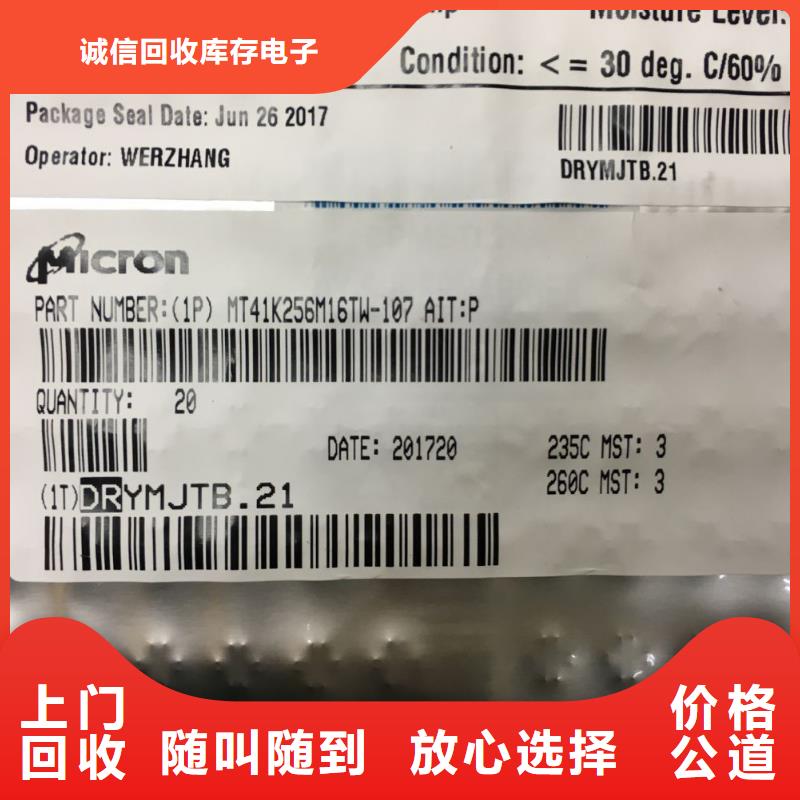 诚信回收库存电子
Moisture Level:
Condition: <= 30 deg. C/60%
Package Seal Date: Jun 26 2017
Operator: WERZHANG
DRYMJTB.21
Micron
PART NUMBER:(1P) MT41K256M16TW-107 AIT:P
QUANTITY: 20
DATE: 201720
235C MST: 3
260C MST: 3
(1T)DRYMJTB.21
上门
回收
随叫随到
放心选择
价格
公道